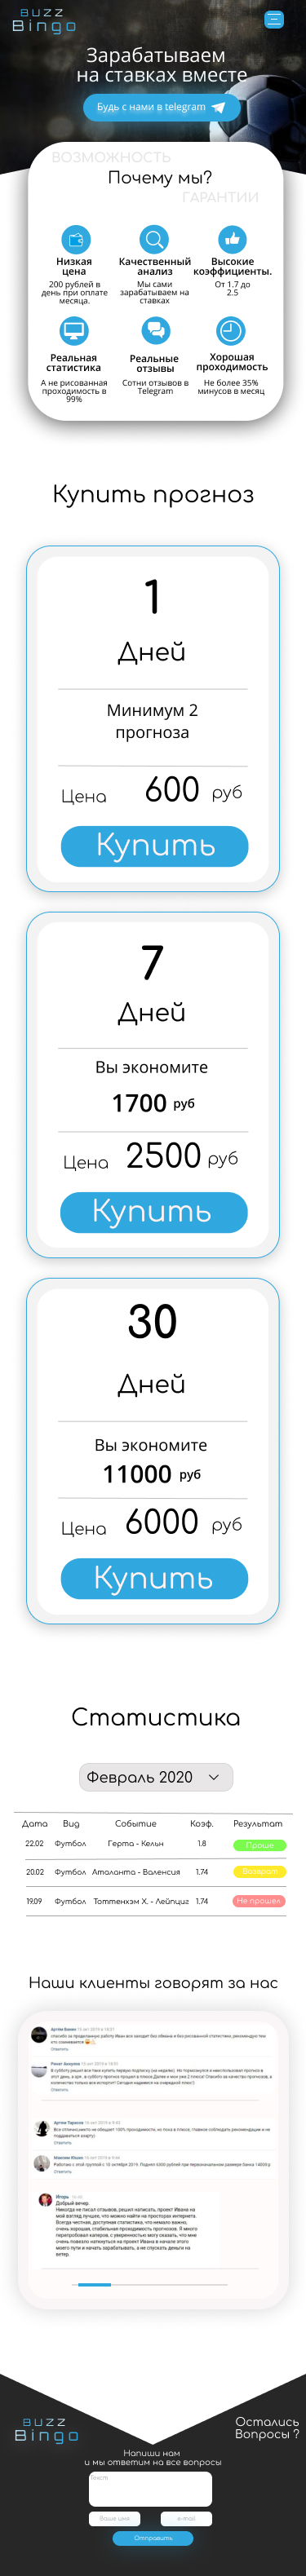 BUZZ
Bingo
Зарабатываем
на ставках вместе
Будь с нами в telegram
ВОЗМОЖНОСТЬ
Почему мы?
ГАРАНТИИ
Низкая
цена
200 рублей в
день при оплате
месяца.
Качественный
анализ
Мы сами
зарабатываем на
ставках
Высокие
коэффициенты.
От 1.7 до
2.5
Реальная
статистика
А не рисованная
проходимость в
99%
Реальные
отзывы
Сотни отзывов в
Telegram
Хорошая
проходимость
Не более 35%
минусов в месяц
Купить прогноз
1
Дней
Минимум 2
прогноза
Цена 600 руб
Купить
7
Дней
Вы экономите
1700 руб
Цена 2500 руб
Купить
30
Дней
Вы экономите
11000 руб
Цена 6000 руб
Купить
Статистика
Февраль 2020
Дата Вид Событие Коэф. Результат
22.02 Футбол Герта - Кельн 1.8 Прошел
20.02 Футбол Аталанта - Валенсия 1.74 Возврат
19.09 Футбол Тоттенхэм Х. - Лейпциг 1.74 Не прошел
Наши клиенты говорят за нас
Игорь
Добрый вечер.
BUZZ
Bingo
Остались
Вопросы ?
Напиши нам
и мы ответим на все вопросы
Текст
Ваше имя
e-mail
Отправить